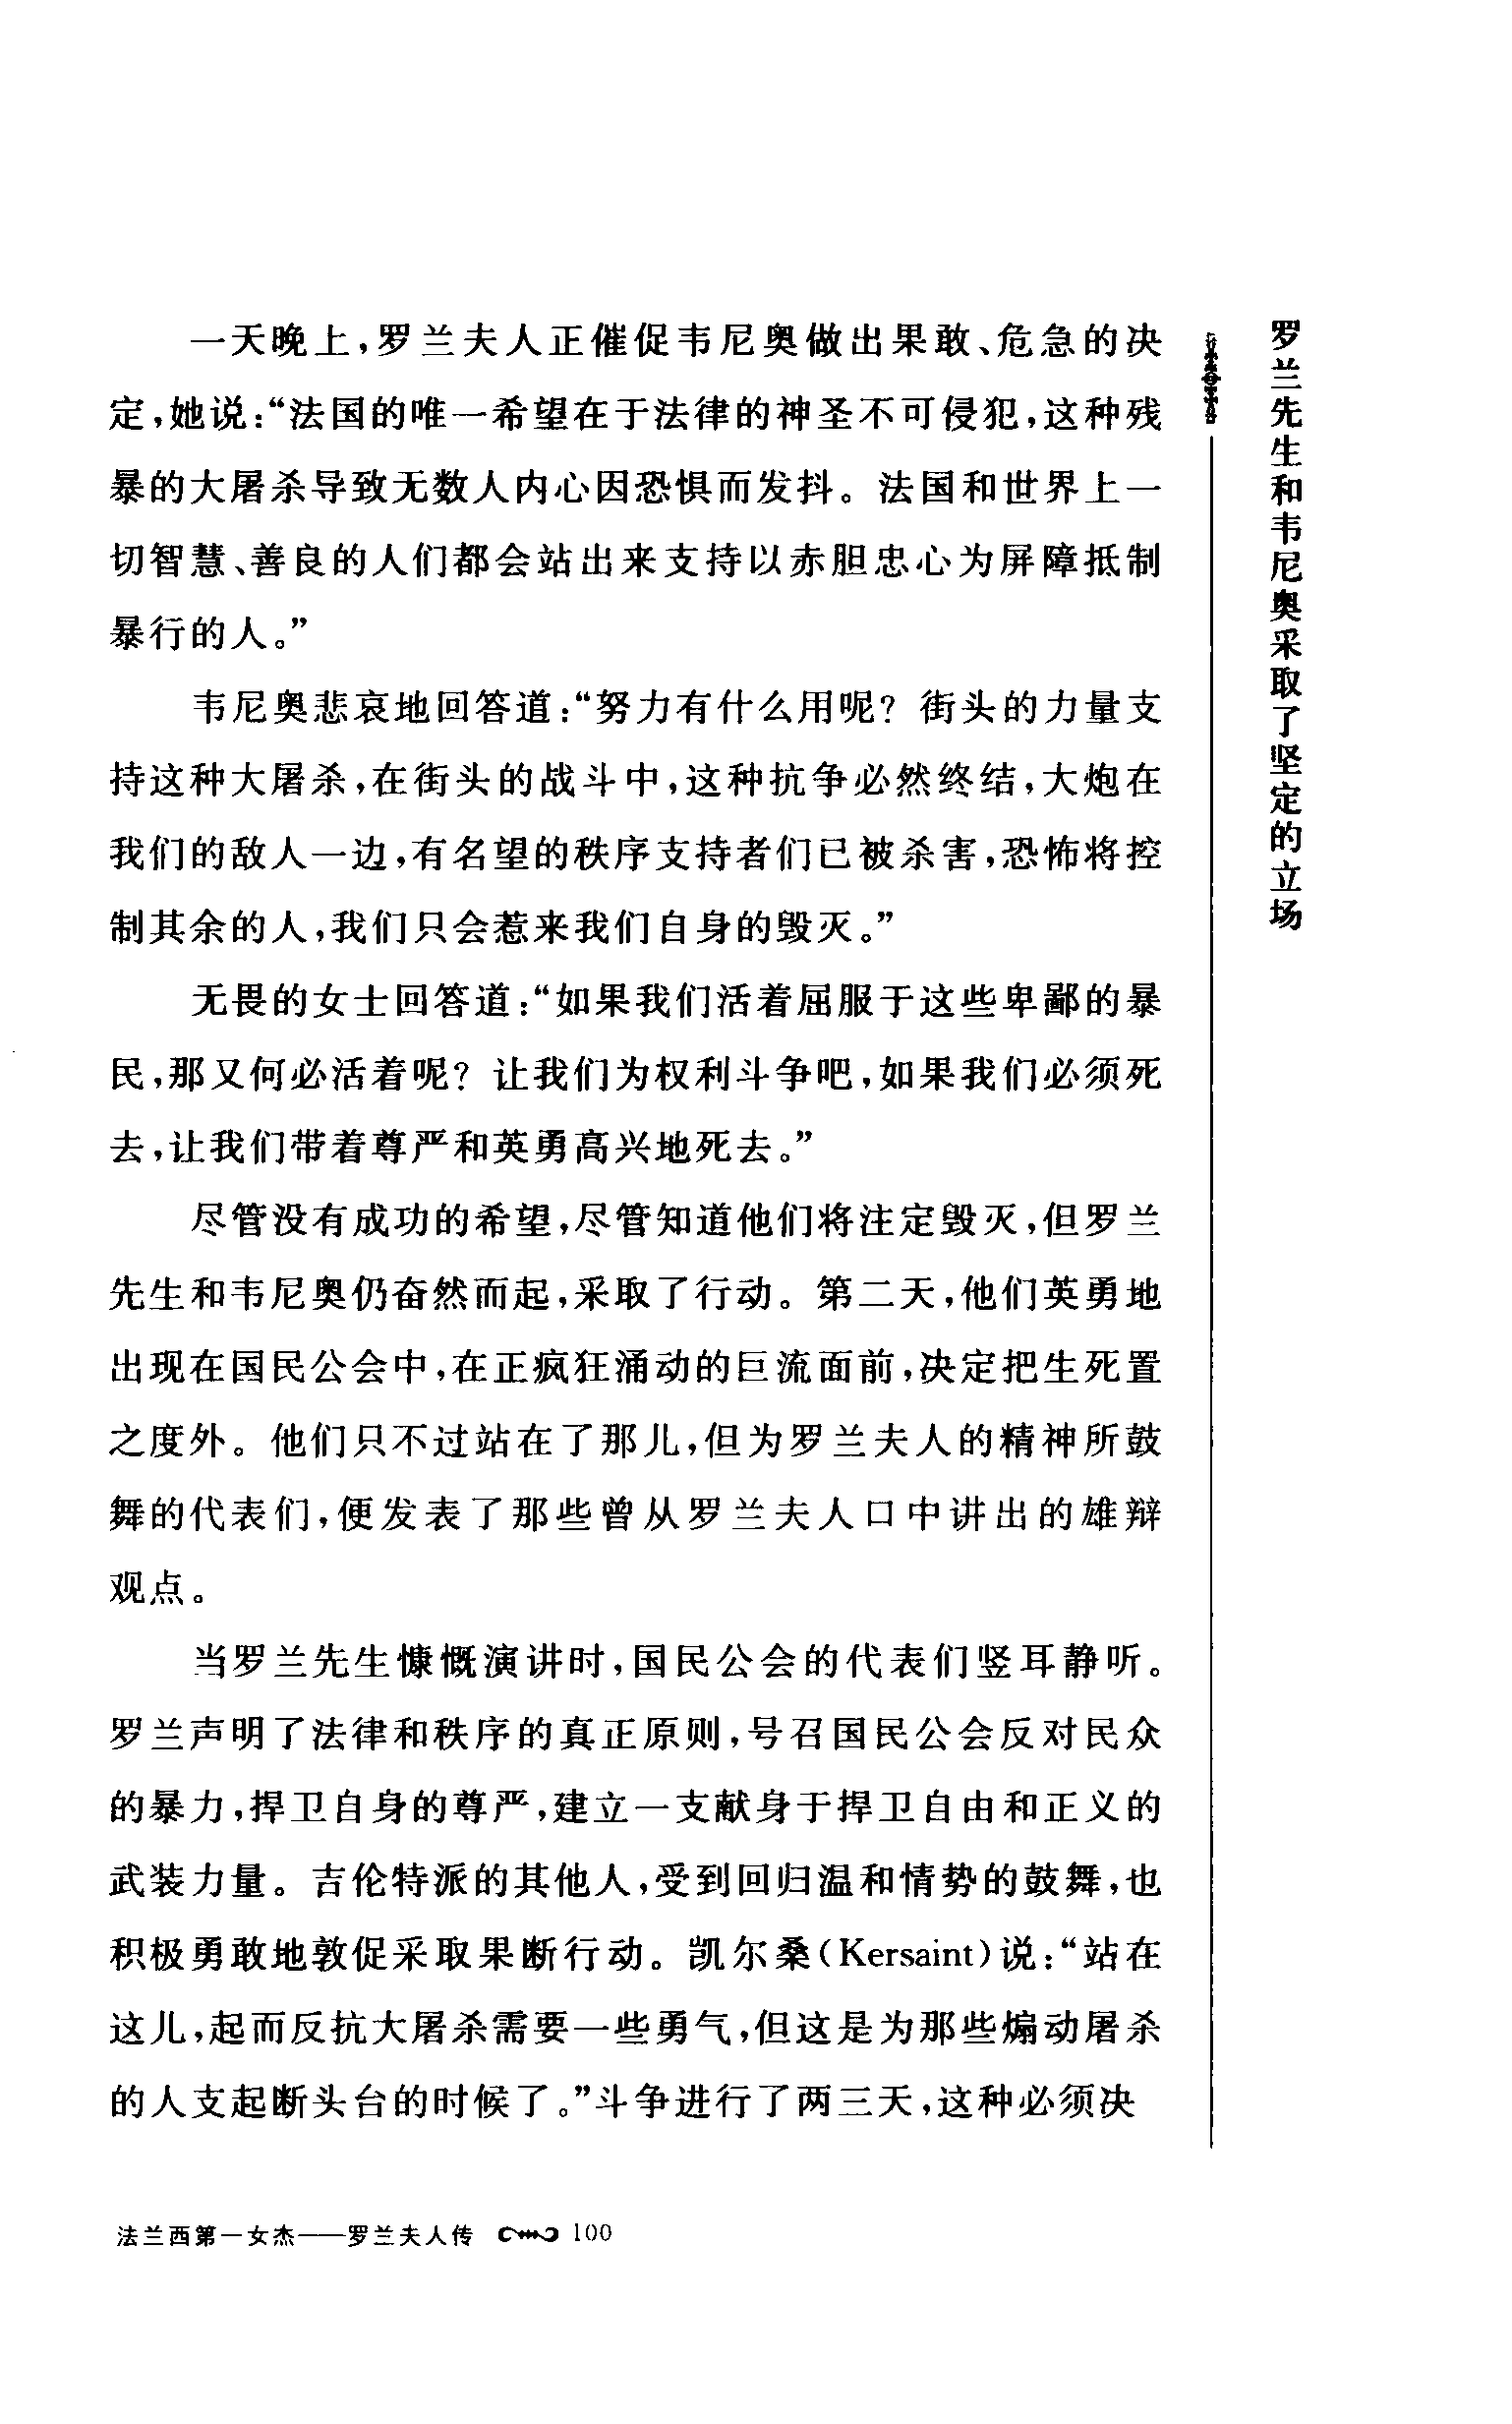 一天晚上，罗兰夫人正催促韦尼奥做出果敢、危急的决
定，她说：“法国的唯一希望在于法律的神圣不可侵犯，这种残
暴的大屠杀导致无数人内心因恐惧而发抖。法国和世界上一
切智慧、善良的人们都会站出来支持以赤胆忠心为屏障抵制
暴行的人。”
韦尼奥悲哀地回答道：“努力有什么用呢？街头的力量支
持这种大屠杀，在街头的战斗中，这种抗争必然终结，大炮在
我们的敌人一边，有名望的秩序支持者们已被杀害，恐怖将控
制其余的人，我们只会惹来我们自身的毁灭。”
无畏的女士回答道：“如果我们活着屈服于这些卑鄙的暴
民，那又何必活着呢？让我们为权利斗争吧，如果我们必须死
去，让我们带着尊严和英勇高兴地死去。”
尽管没有成功的希望，尽管知道他们将注定毁灭，但罗兰
先生和韦尼奥仍奋然而起，采取了行动。第二天，他们英勇地
出现在国民公会中，在正疯狂涌动的巨流面前，决定把生死置
之度外。他们只不过站在了那儿，但为罗兰夫人的精神所鼓
舞的代表们，便发表了那些曾从罗兰夫人口中讲出的雄辩
观点。
当罗兰先生慷慨演讲时，国民公会的代表们竖耳静听。
罗兰声明了法律和秩序的真正原则，号召国民公会反对民众
的暴力，捍卫自身的尊严，建立一支献身于捍卫自由和正义的
武装力量。吉伦特派的其他人，受到回归温和情势的鼓舞，也
积极勇敢地敦促采取果断行动。凯尔桑(Kersaint)说：“站在
这儿，起而反抗大屠杀需要一些勇气，但这是为那些煽动屠杀
的人支起断头台的时候了。”斗争进行了两三天，这种必须决
罗兰先生和韦尼奥采取了坚定的立场
法兰西第一女杰——罗兰夫人传 100